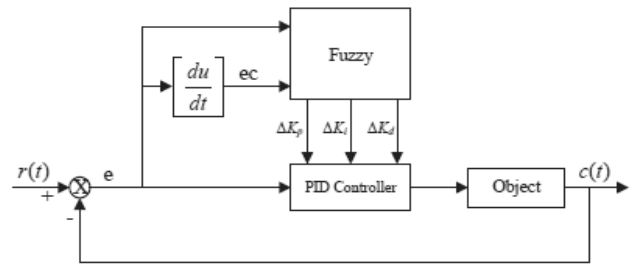 Fuzzy
du
dt
ec
ΔKp ΔKi ΔKd
r(t)
+
X
e
-
PID Controller
Object
c(t)